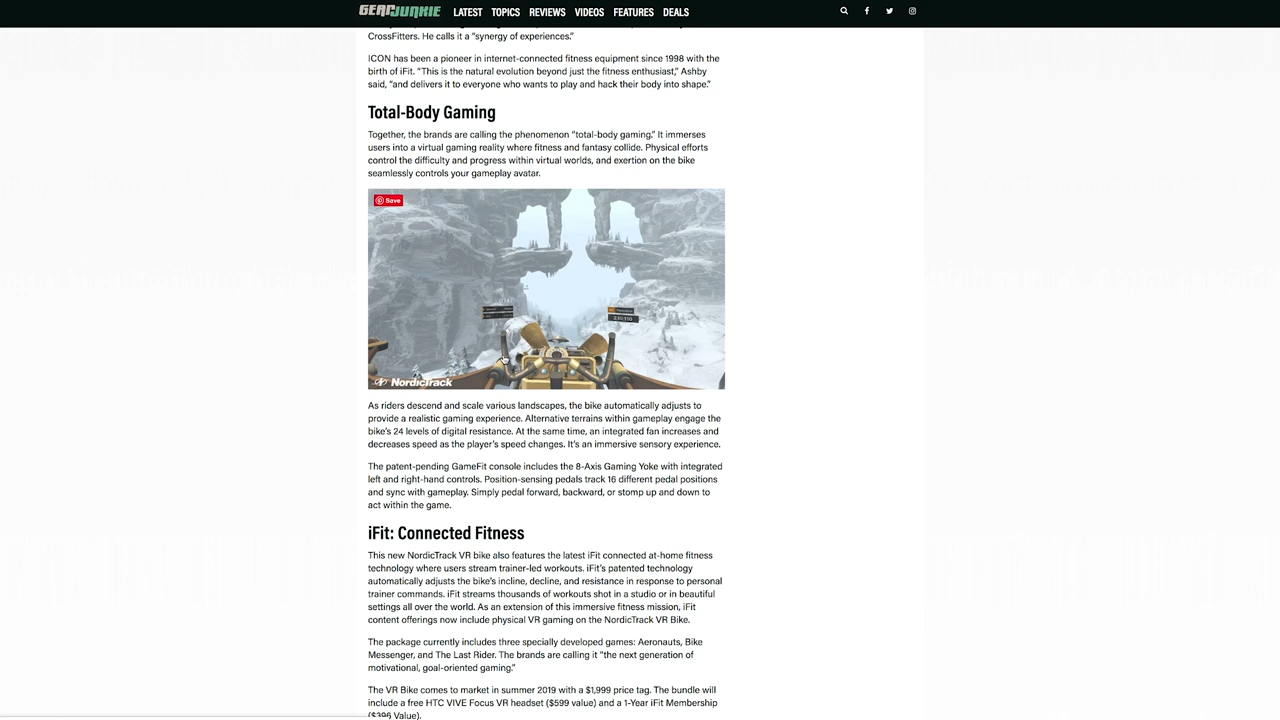 GEARJUNKIE LATEST TOPICS REVIEWS VIDEOS FEATURES DEALS
CrossFitters. He calls it a "synergy of experiences."
ICON has been a pioneer in internet-connected fitness equipment since 1998 with the
birth of iFit. "This is the natural evolution beyond just the fitness enthusiast," Ashby
said, "and delivers it to everyone who wants to play and hack their body into shape."
Total-Body Gaming
Together, the brands are calling the phenomenon "total-body gaming." It immerses
users into a virtual gaming reality where fitness and fantasy collide. Physical efforts
control the difficulty and progress within virtual worlds, and exertion on the bike
seamlessly controls your gameplay avatar.
Save
NordicTrack
As riders descend and scale various landscapes, the bike automatically adjusts to
provide a realistic gaming experience. Alternative terrains within gameplay engage the
bike's 24 levels of digital resistance. At the same time, an integrated fan increases and
decreases speed as the player's speed changes. It's an immersive sensory experience.
The patent-pending GameFit console includes the 8-Axis Gaming Yoke with integrated
left and right-hand controls. Position-sensing pedals track 16 different pedal positions
and sync with gameplay. Simply pedal forward, backward, or stomp up and down to
act within the game.
iFit: Connected Fitness
This new NordicTrack VR bike also features the latest iFit connected at-home fitness
technology where users stream trainer-led workouts. iFit's patented technology
automatically adjusts the bike's incline, decline, and resistance in response to personal
trainer commands. iFit streams thousands of workouts shot in a studio or in beautiful
settings all over the world. As an extension of this immersive fitness mission, iFit
content offerings now include physical VR gaming on the NordicTrack VR Bike.
The package currently includes three specially developed games: Aeronauts, Bike
Messenger, and The Last Rider. The brands are calling it "the next generation of
motivational, goal-oriented gaming."
The VR Bike comes to market in summer 2019 with a $1,999 price tag. The bundle will
include a free HTC VIVE Focus VR headset ($599 value) and a 1-Year iFit Membership
($396 Value).